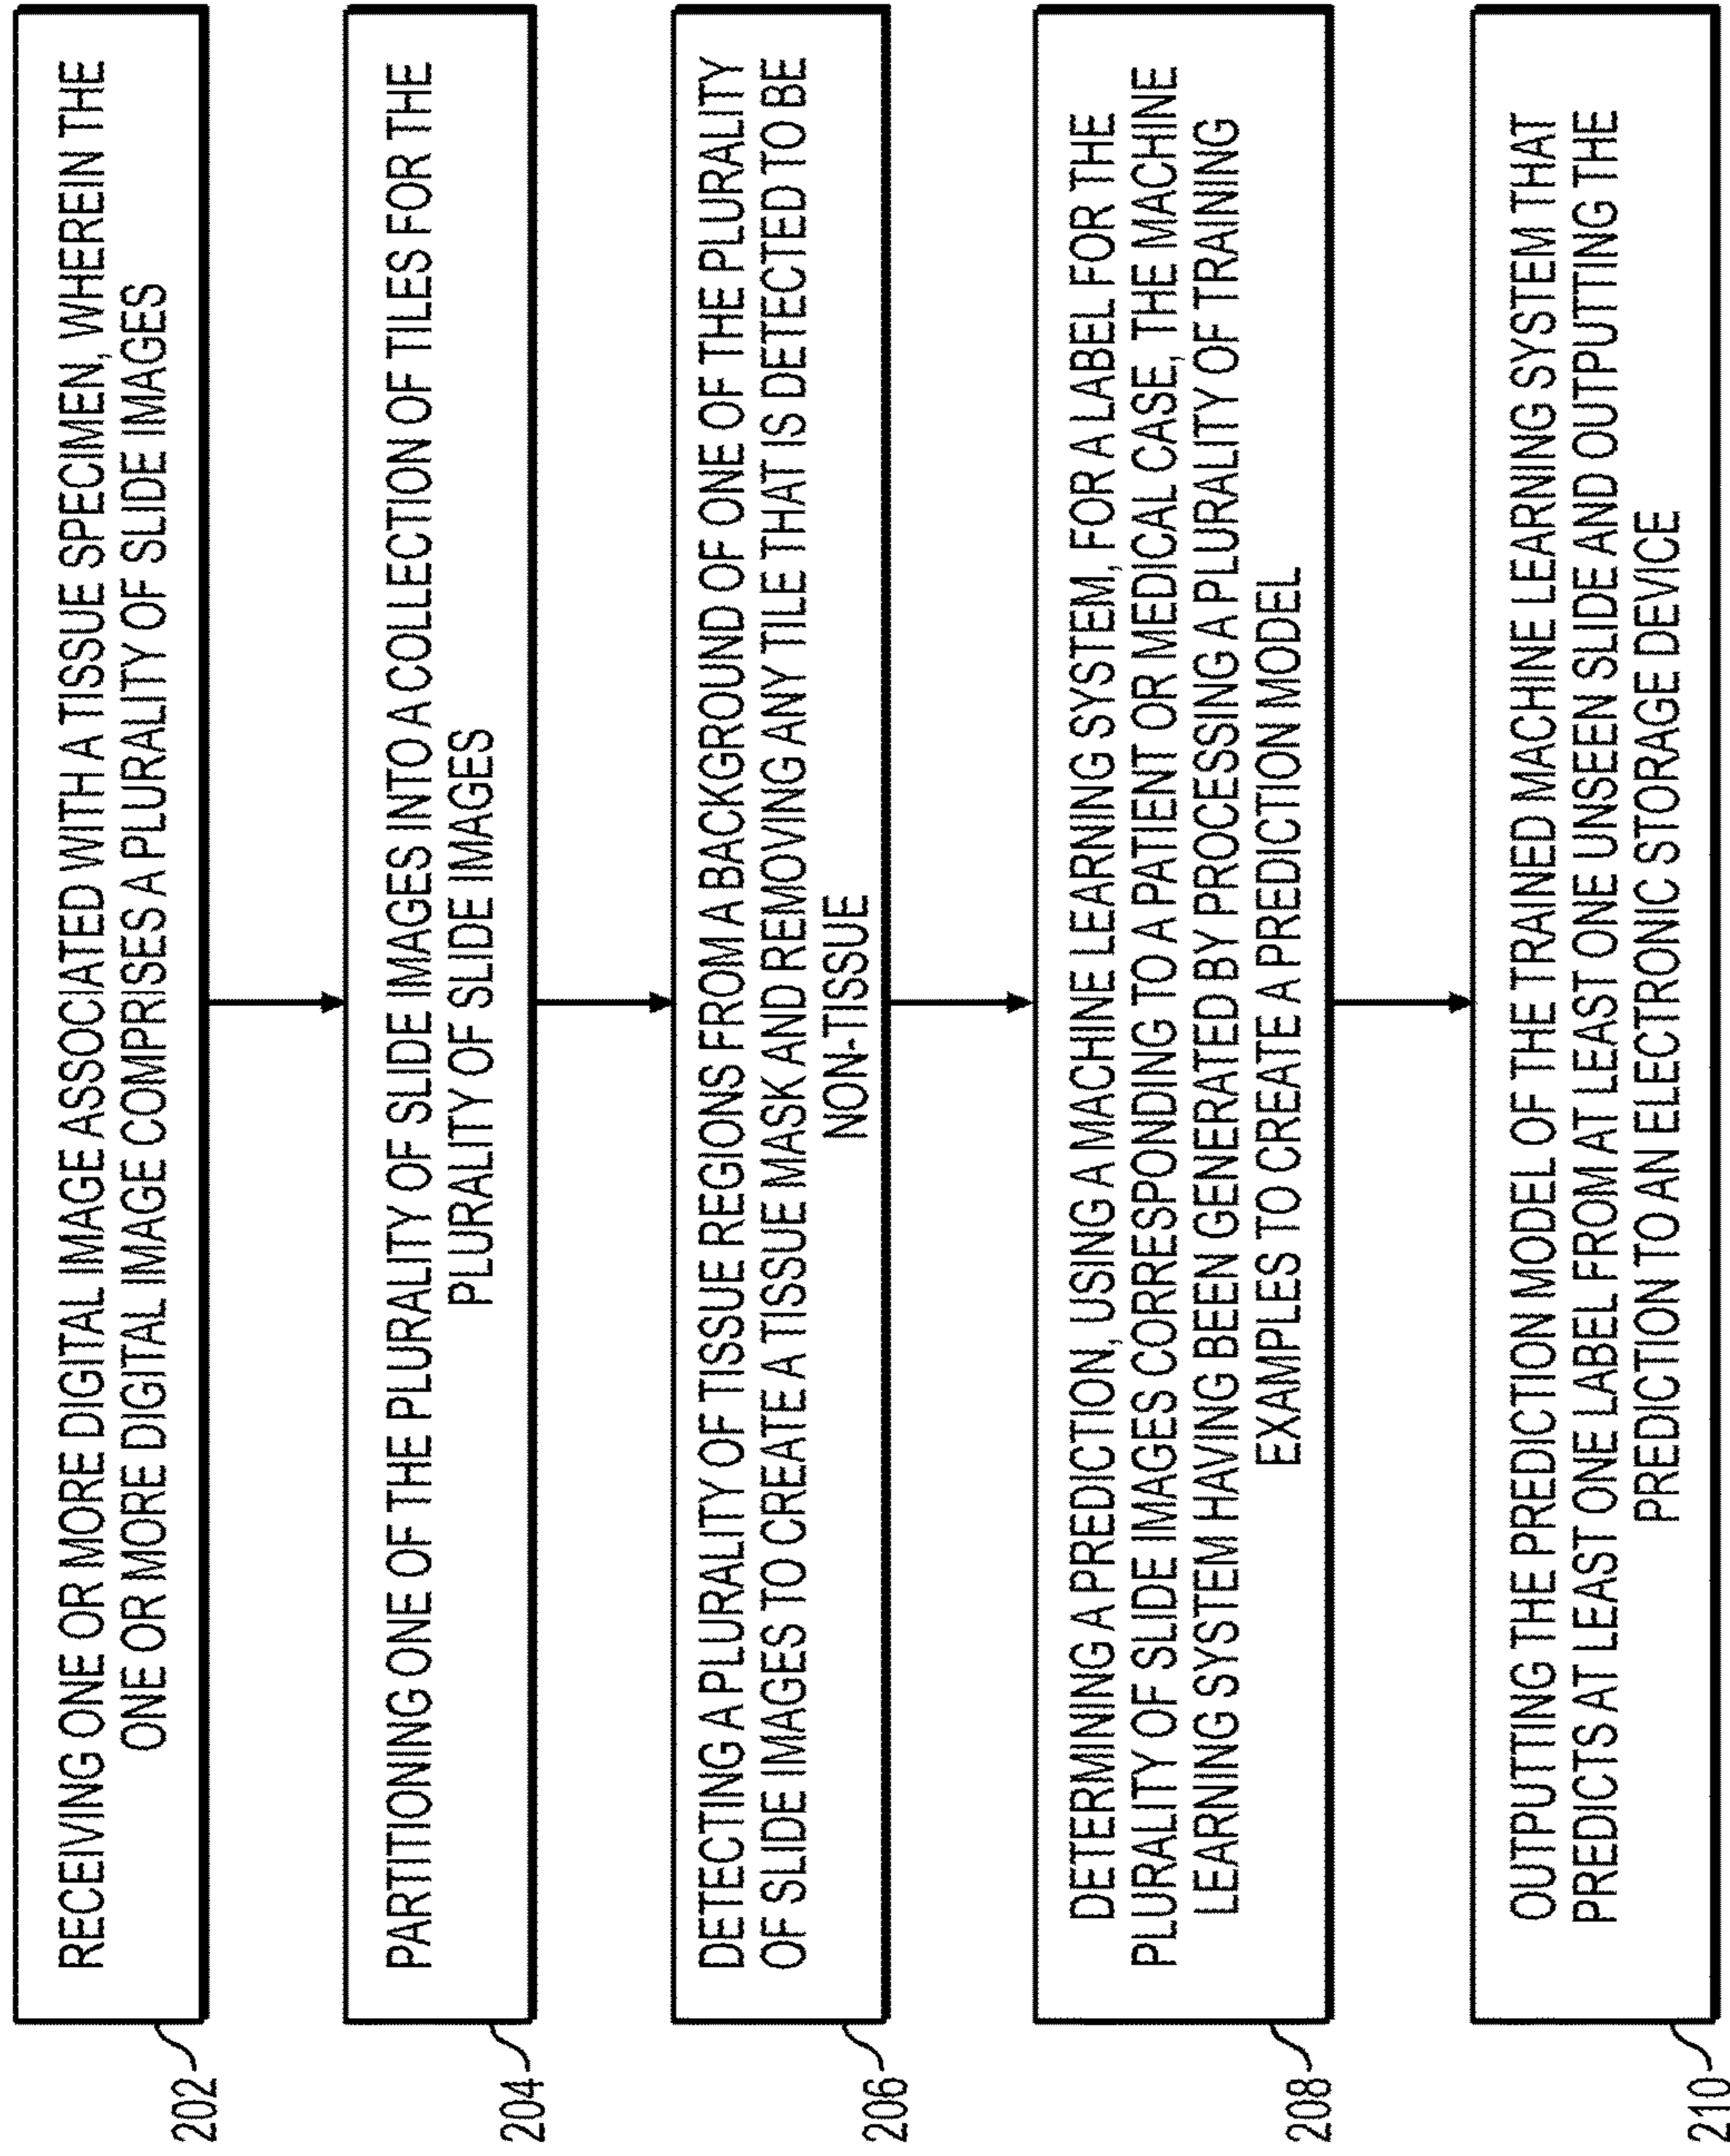 202
RECEIVING ONE OR MORE DIGITAL IMAGE ASSOCIATED WITH A TISSUE SPECIMEN, WHEREIN THE
ONE OR MORE DIGITAL IMAGE COMPRISES A PLURALITY OF SLIDE IMAGES
204
PARTITIONING ONE OF THE PLURALITY OF SLIDE IMAGES INTO A COLLECTION OF TILES FOR THE
PLURALITY OF SLIDE IMAGES
206
DETECTING A PLURALITY OF TISSUE REGIONS FROM A BACKGROUND OF ONE OF THE PLURALITY
OF SLIDE IMAGES TO CREATE A TISSUE MASK AND REMOVING ANY TILE THAT IS DETECTED TO BE
NON-TISSUE
208
DETERMINING A PREDICTION, USING A MACHINE LEARNING SYSTEM, FOR A LABEL FOR THE
PLURALITY OF SLIDE IMAGES CORRESPONDING TO A PATIENT OR MEDICAL CASE, THE MACHINE
LEARNING SYSTEM HAVING BEEN GENERATED BY PROCESSING A PLURALITY OF TRAINING
EXAMPLES TO CREATE A PREDICTION MODEL
210
OUTPUTTING THE PREDICTION MODEL OF THE TRAINED MACHINE LEARNING SYSTEM THAT
PREDICTS AT LEAST ONE LABEL FROM AT LEAST ONE UNSEEN SLIDE AND OUTPUTTING THE
PREDICTION TO AN ELECTRONIC STORAGE DEVICE